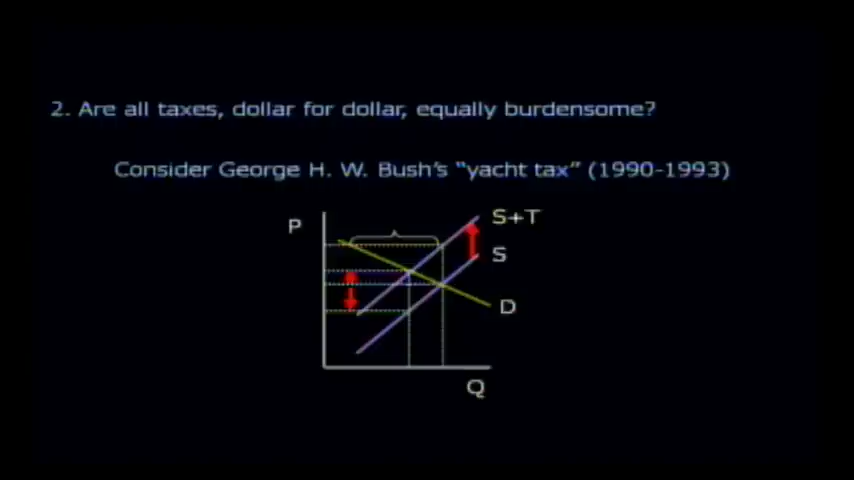 2. Are all taxes, dollar for dollar, equally burdensome?
Consider George H. W. Bush's "yacht tax" (1990-1993)
P
S+T
S
D
Q